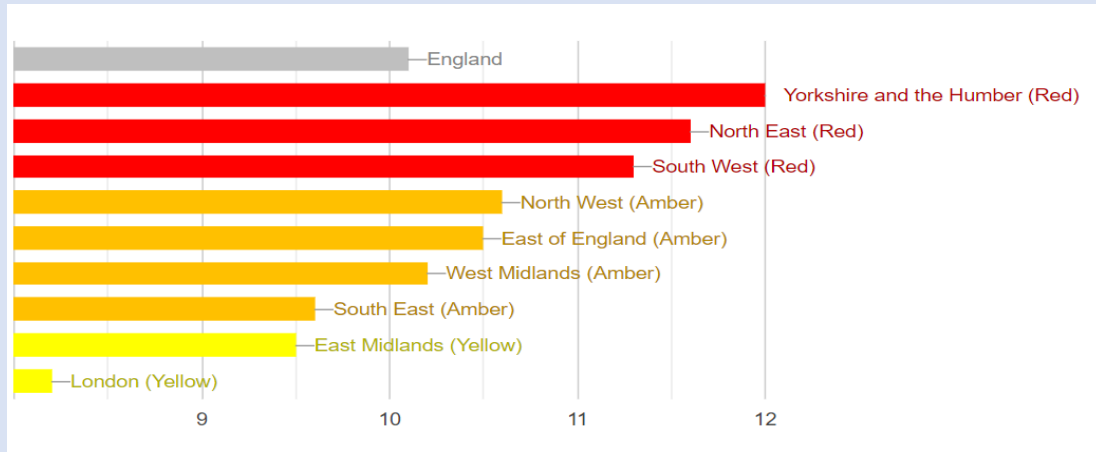 England
Yorkshire and the Humber (Red)
North East (Red)
South West (Red)
North West (Amber)
East of England (Amber)
West Midlands (Amber)
South East (Amber)
East Midlands (Yellow)
London (Yellow)
9 10 11 12